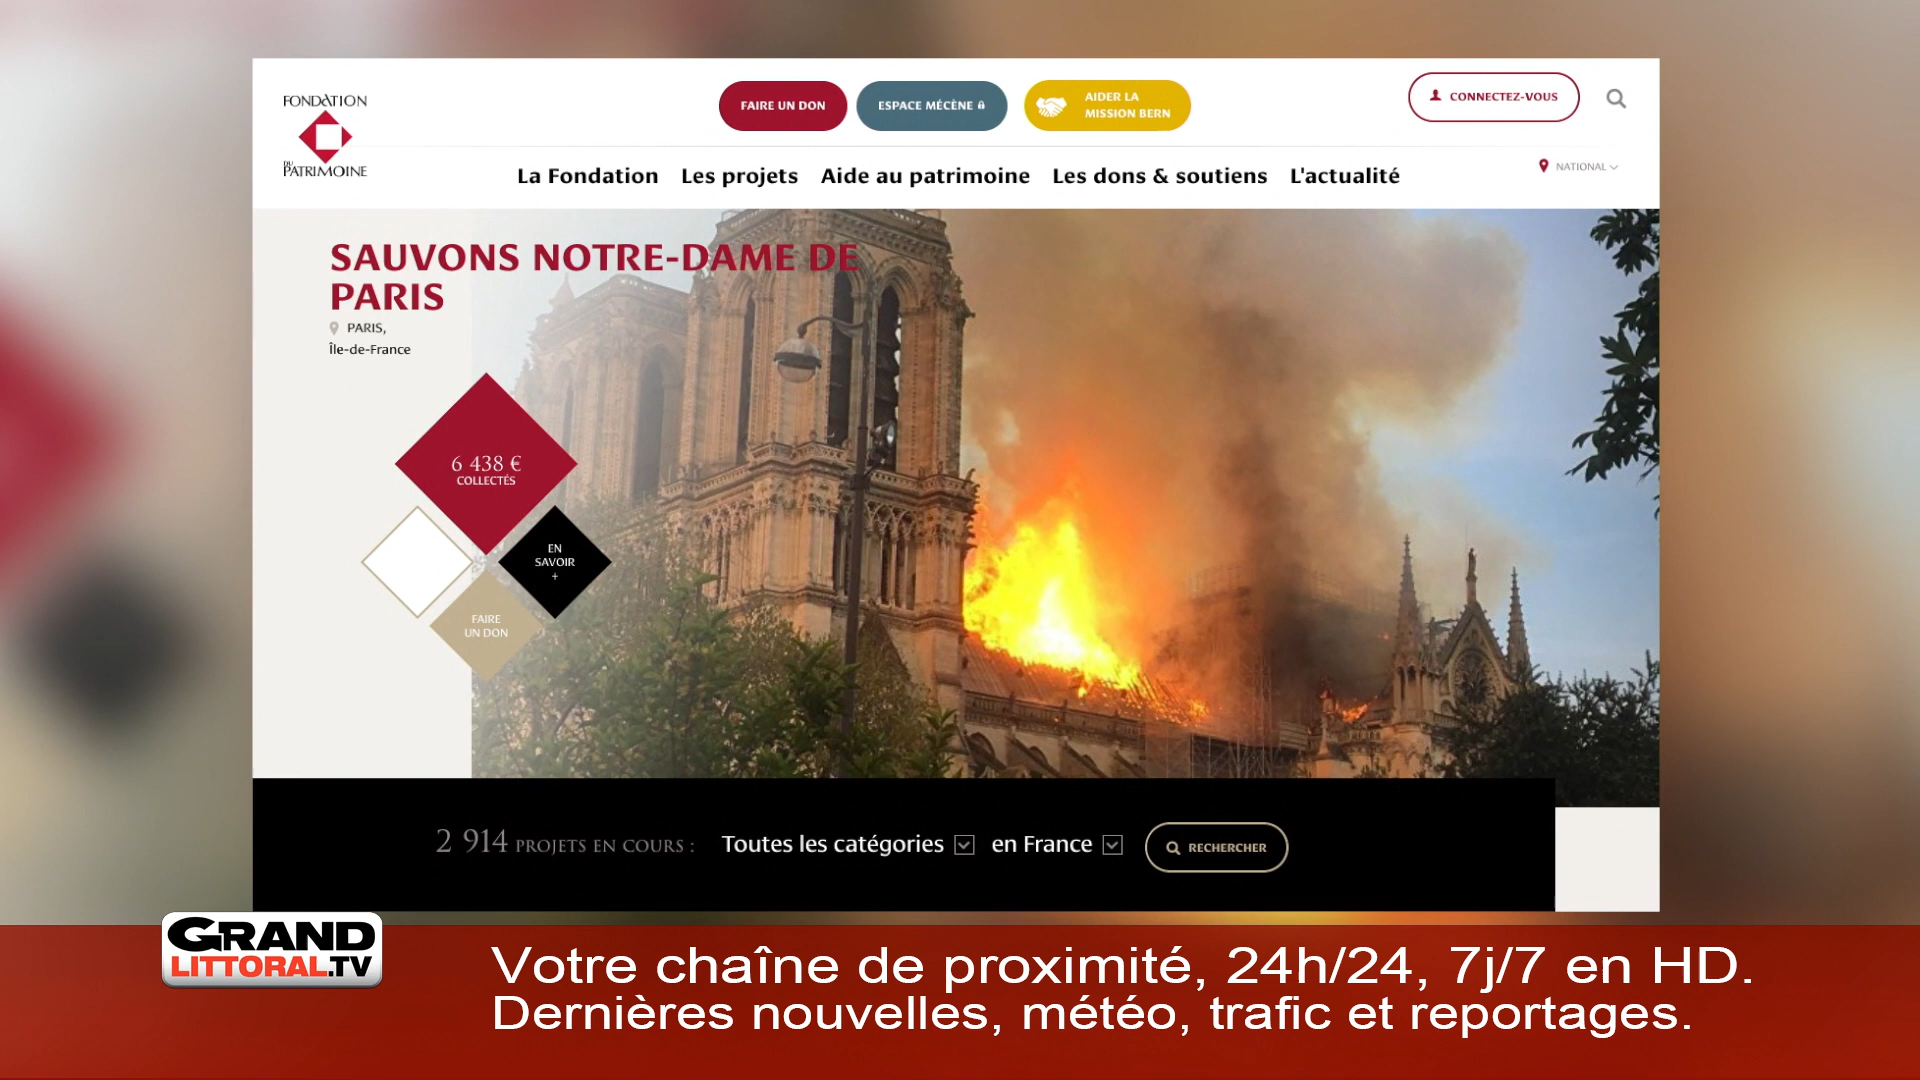 FONDATION
DU
PATRIMOINE
FAIRE UN DON
ESPACE MÉCÈNE
AIDER LA
MISSION BERN
CONNECTEZ-VOUS
NATIONAL
La Fondation Les projets Aide au patrimoine Les dons & soutiens L'actualité
SAUVONS NOTRE-DAME DE
PARIS
PARIS,
Île-de-France
6 438 €
COLLECTÉS
EN
SAVOIR
+
FAIRE
UN DON
2 914 PROJETS EN COURS : Toutes les catégories en France RECHERCHER
GRAND
LITTORAL.TV
Votre chaîne de proximité, 24h/24, 7j/7 en HD.
Dernières nouvelles, météo, trafic et reportages.